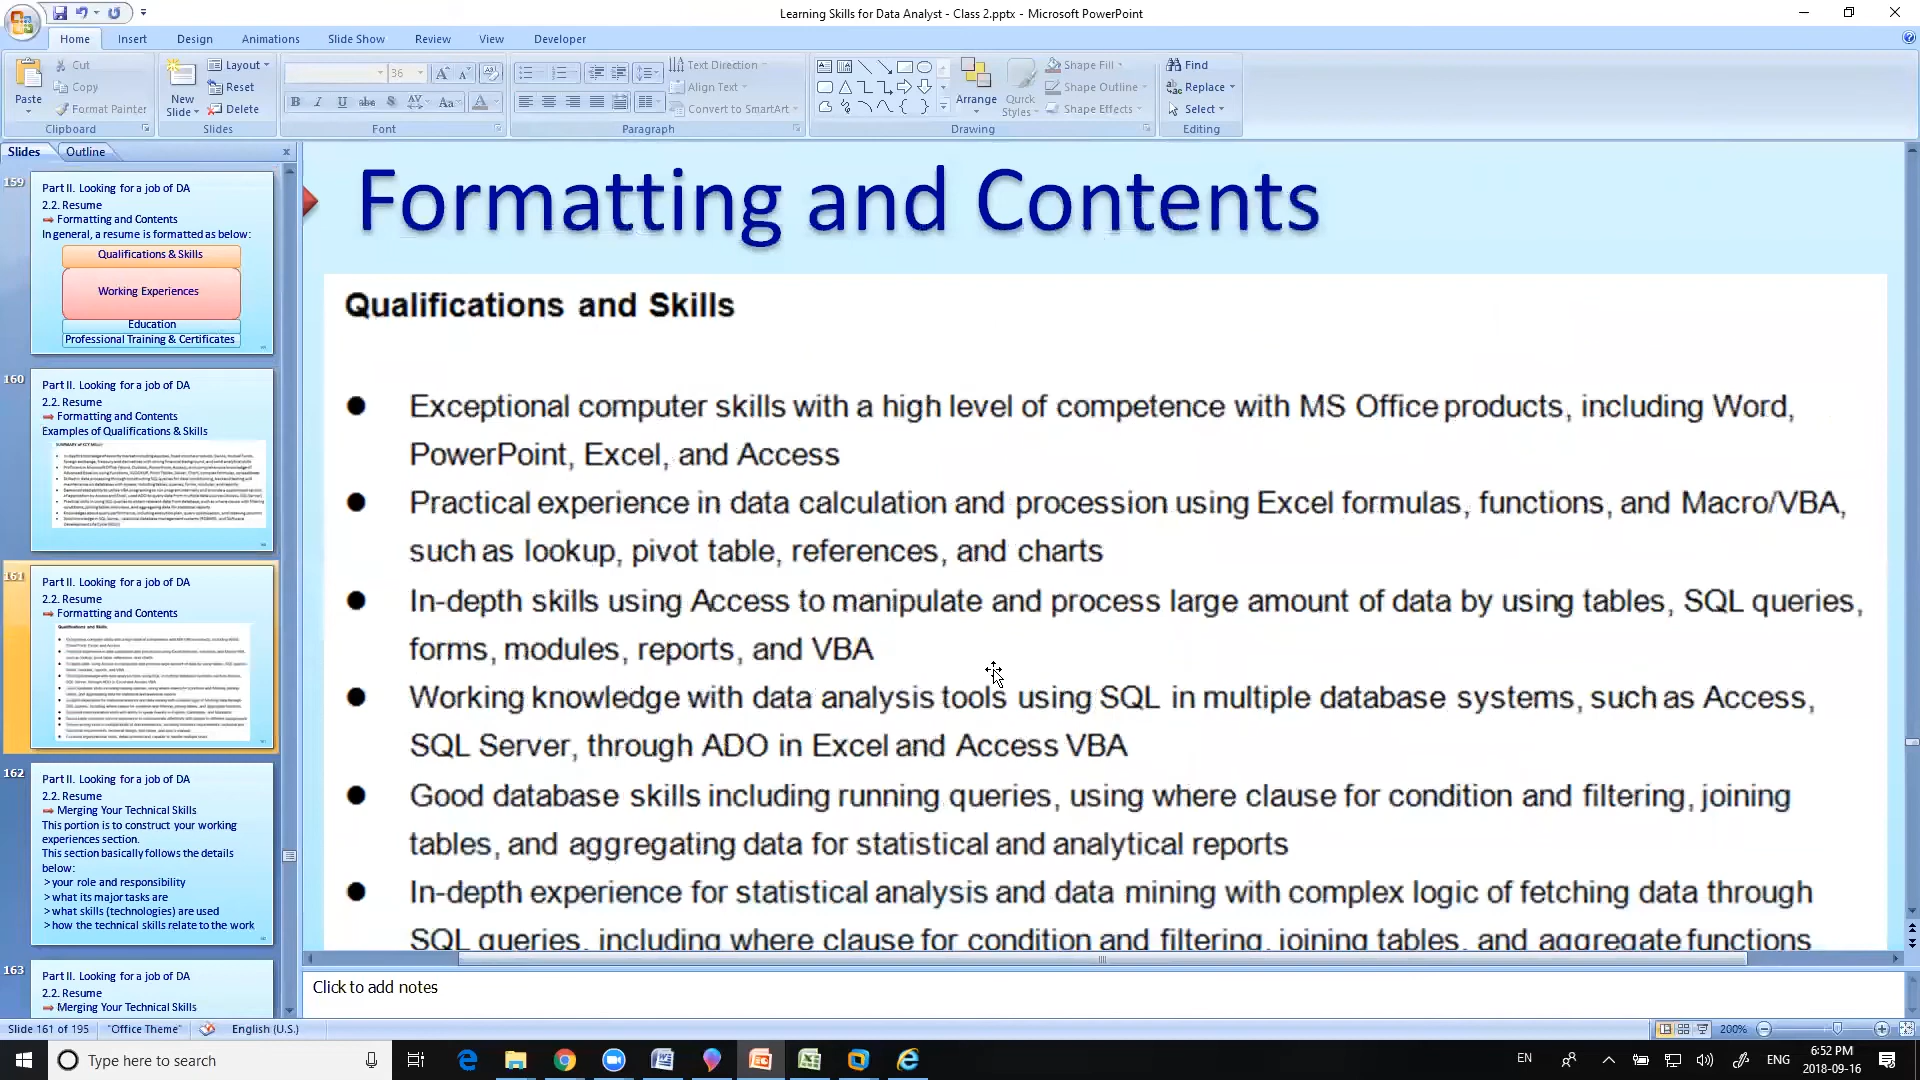 Learning Skills for Data Analyst - Class 2.pptx - Microsoft PowerPoint
Home Insert Design Animations Slide Show Review View Developer
Paste
Cut
Copy
Format Painter
Clipboard
New
Slide
Layout
Reset
Delete
Slides
36
Font
Paragraph
Text Direction
Align Text
Convert to SmartArt
Arrange
Quick
Styles
Shape Fill
Shape Outline
Shape Effects
Drawing
Find
Replace
Select
Editing
Slides Outline
159
Part II. Looking for a job of DA
2.2. Resume
Formatting and Contents
In general, a resume is formatted as below:
Qualifications & Skills
Working Experiences
Education
Professional Training & Certificates
160
Part II. Looking for a job of DA
2.2. Resume
Formatting and Contents
Examples of Qualifications & Skills
161
Part II. Looking for a job of DA
2.2. Resume
Formatting and Contents
Qualifications and Skills
162
Part II. Looking for a job of DA
2.2. Resume
Merging Your Technical Skills
This portion is to construct your working
experiences section.
This section basically follows the details
below:
> your role and responsibility
> what its major tasks are
> what skills (technologies) are used
> how the technical skills relate to the work
163
Part II. Looking for a job of DA
2.2. Resume
Merging Your Technical Skills
Formatting and Contents
Qualifications and Skills
● Exceptional computer skills with a high level of competence with MS Office products, including Word,
PowerPoint, Excel, and Access
● Practical experience in data calculation and procession using Excel formulas, functions, and Macro/VBA,
such as lookup, pivot table, references, and charts
● In-depth skills using Access to manipulate and process large amount of data by using tables, SQL queries,
forms, modules, reports, and VBA
● Working knowledge with data analysis tools using SQL in multiple database systems, such as Access,
SQL Server, through ADO in Excel and Access VBA
● Good database skills including running queries, using where clause for condition and filtering, joining
tables, and aggregating data for statistical and analytical reports
● In-depth experience for statistical analysis and data mining with complex logic of fetching data through
SQL queries, including where clause for condition and filtering, joining tables, and aggregate functions
Click to add notes
Slide 161 of 195 "Office Theme" English (U.S.) 200%
Type here to search
EN
ENG
6:52 PM
2018-09-16